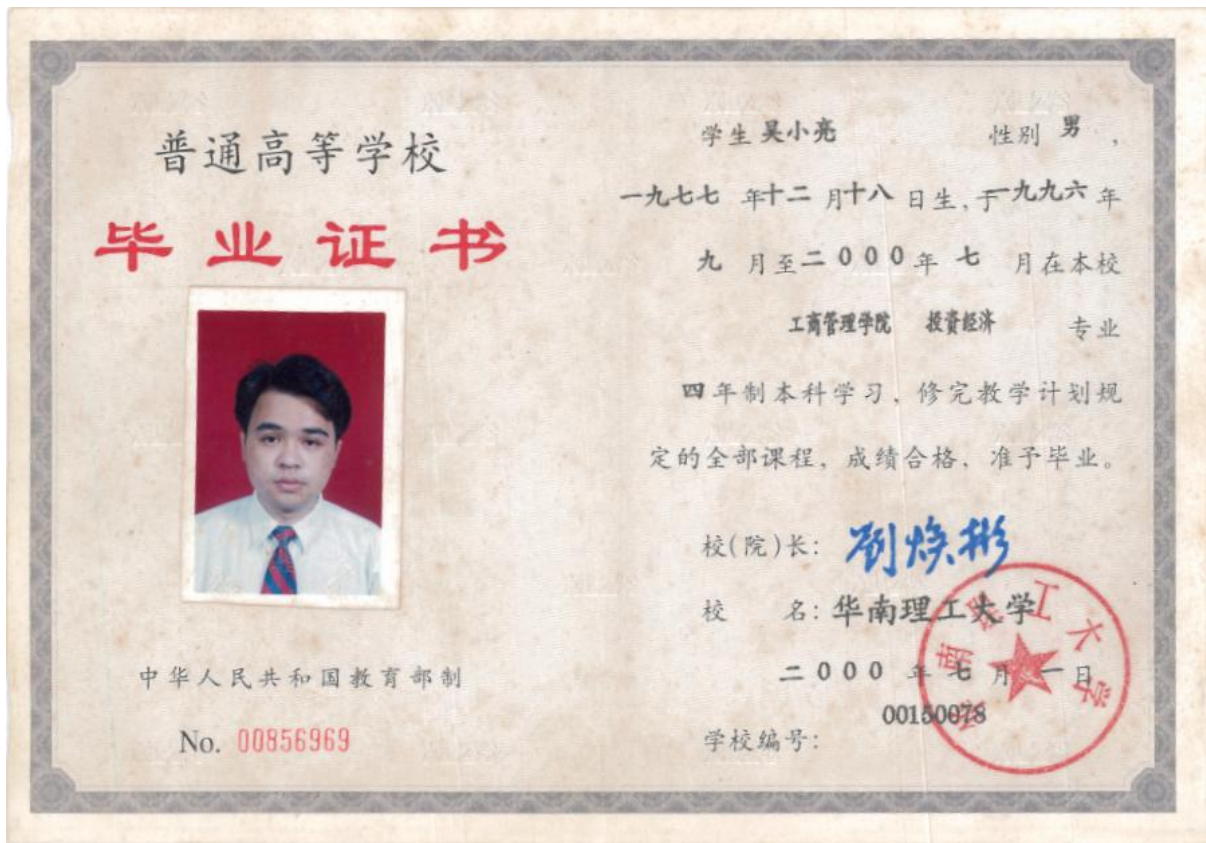 普通高等学校
毕业证书
中华人民共和国教育部制
No. 00856969
学生 吴小亮 性别 男,
一九七七 年 十二 月 十八 日生, 于 一九九六 年
九 月至 二000 年 七 月在本校
工商管理学院 投资经济 专业
四年制本科学习, 修完教学计划规
定的全部课程, 成绩合格, 准予毕业。
校(院)长: 刘焕彬
校 名: 华南理工大学
二000 年 七 月 一 日
00150078
学校编号:
华南理工大学